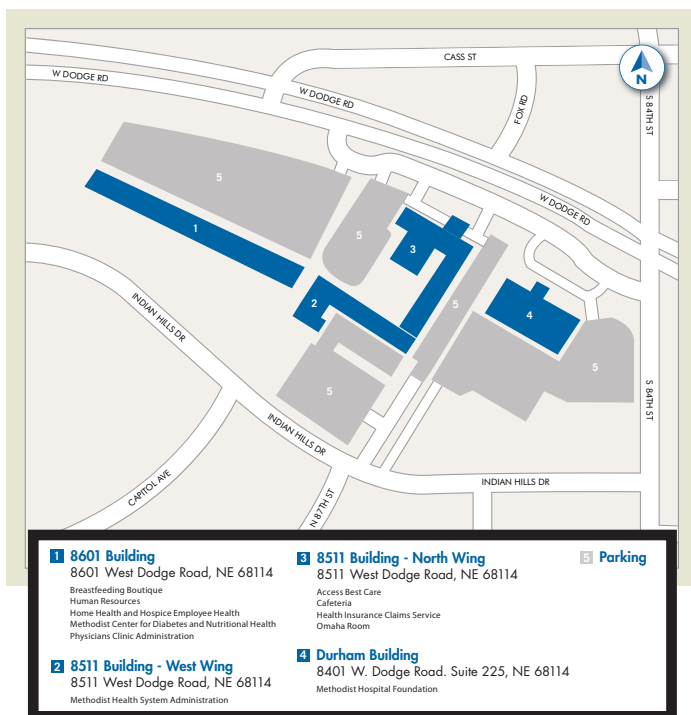 CASS ST
W DODGE RD
W DODGE RD
FOX RD
N
S 84TH ST
W DODGE RD
5
1
5
3
2
5
4
5
5
INDIAN HILLS DR
INDIAN HILLS DR
S 84TH ST
CAPITOL AVE
N 87TH ST
INDIAN HILLS DR
1 8601 Building
8601 West Dodge Road, NE 68114
Breastfeeding Boutique
Human Resources
Home Health and Hospice Employee Health
Methodist Center for Diabetes and Nutritional Health
Physicians Clinic Administration
2 8511 Building - West Wing
8511 West Dodge Road, NE 68114
Methodist Health System Administration
3 8511 Building - North Wing
8511 West Dodge Road, NE 68114
Access Best Care
Cafeteria
Health Insurance Claims Service
Omaha Room
4 Durham Building
8401 W. Dodge Road. Suite 225, NE 68114
Methodist Hospital Foundation
5 Parking